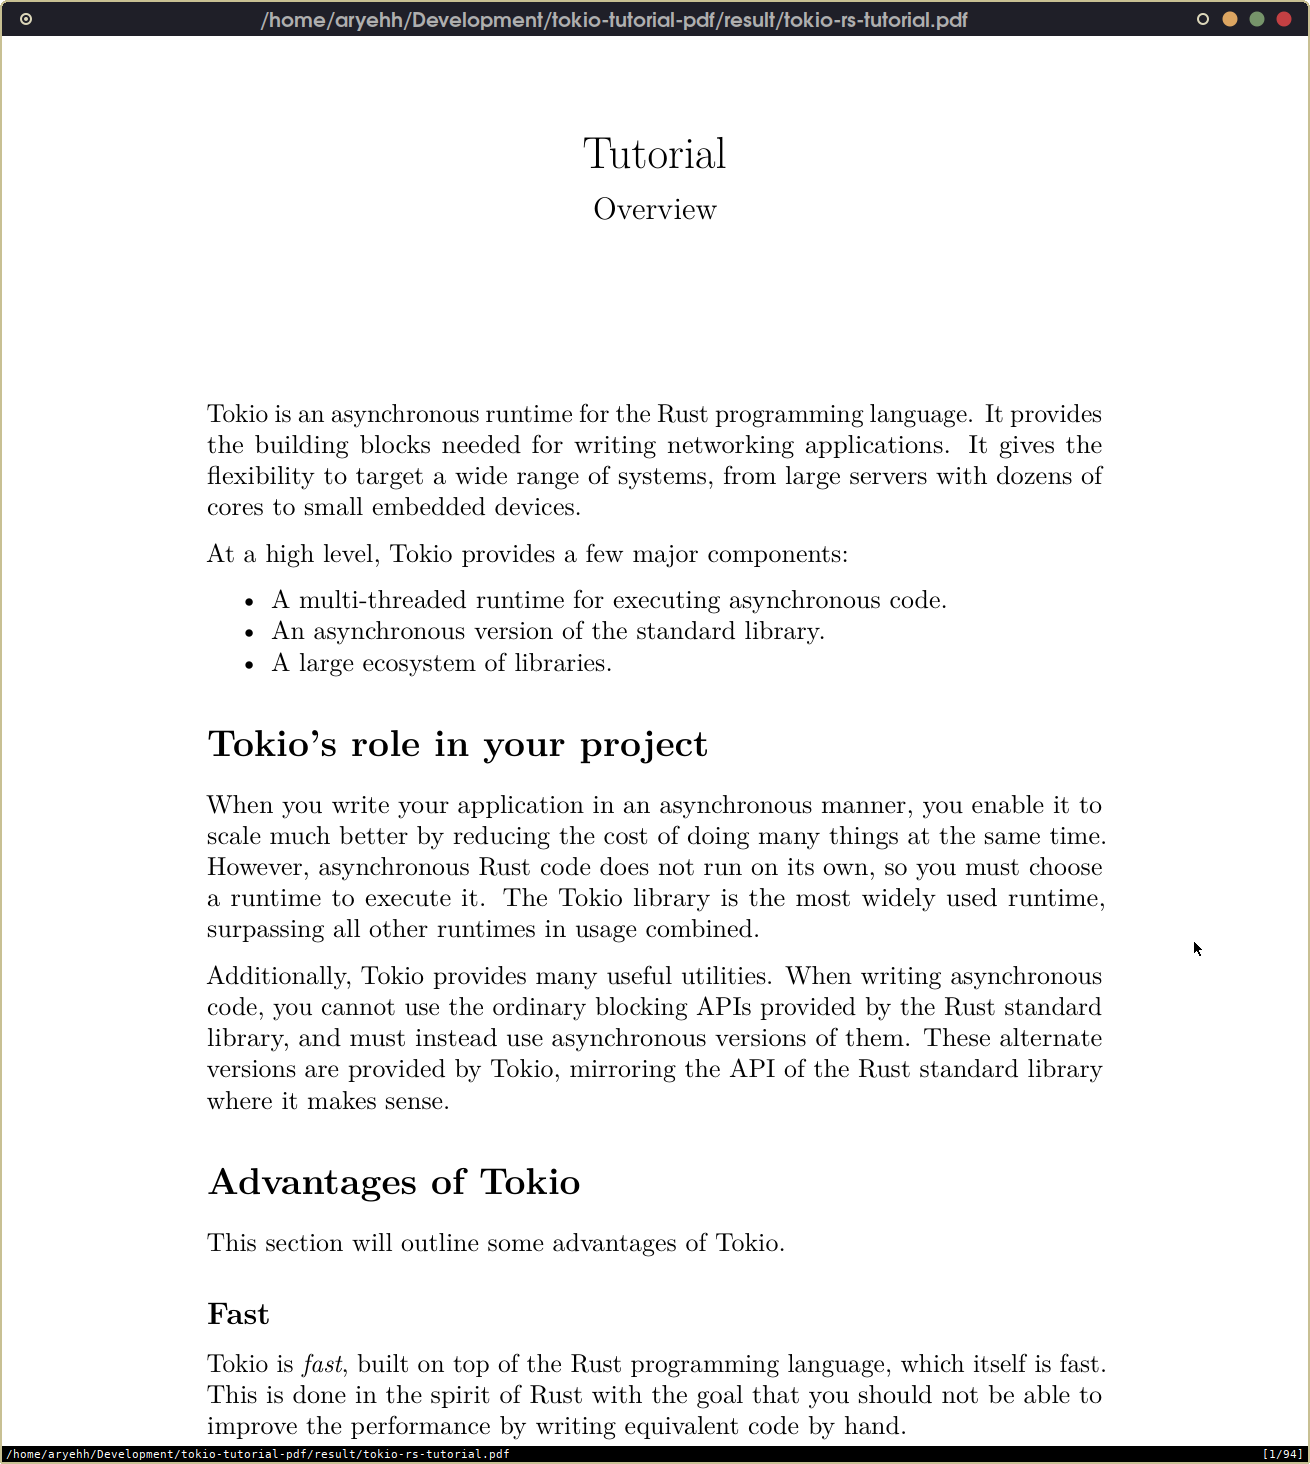 /home/aryehh/Development/tokio-tutorial-pdf/result/tokio-rs-tutorial.pdf
Tutorial
Overview
Tokio is an asynchronous runtime for the Rust programming language. It provides
the building blocks needed for writing networking applications. It gives the
flexibility to target a wide range of systems, from large servers with dozens of
cores to small embedded devices.
At a high level, Tokio provides a few major components:
• A multi-threaded runtime for executing asynchronous code.
• An asynchronous version of the standard library.
• A large ecosystem of libraries.
Tokio’s role in your project
When you write your application in an asynchronous manner, you enable it to
scale much better by reducing the cost of doing many things at the same time.
However, asynchronous Rust code does not run on its own, so you must choose
a runtime to execute it. The Tokio library is the most widely used runtime,
surpassing all other runtimes in usage combined.
Additionally, Tokio provides many useful utilities. When writing asynchronous
code, you cannot use the ordinary blocking APIs provided by the Rust standard
library, and must instead use asynchronous versions of them. These alternate
versions are provided by Tokio, mirroring the API of the Rust standard library
where it makes sense.
Advantages of Tokio
This section will outline some advantages of Tokio.
Fast
Tokio is fast, built on top of the Rust programming language, which itself is fast.
This is done in the spirit of Rust with the goal that you should not be able to
improve the performance by writing equivalent code by hand.
/home/aryehh/Development/tokio-tutorial-pdf/result/tokio-rs-tutorial.pdf [1/94]